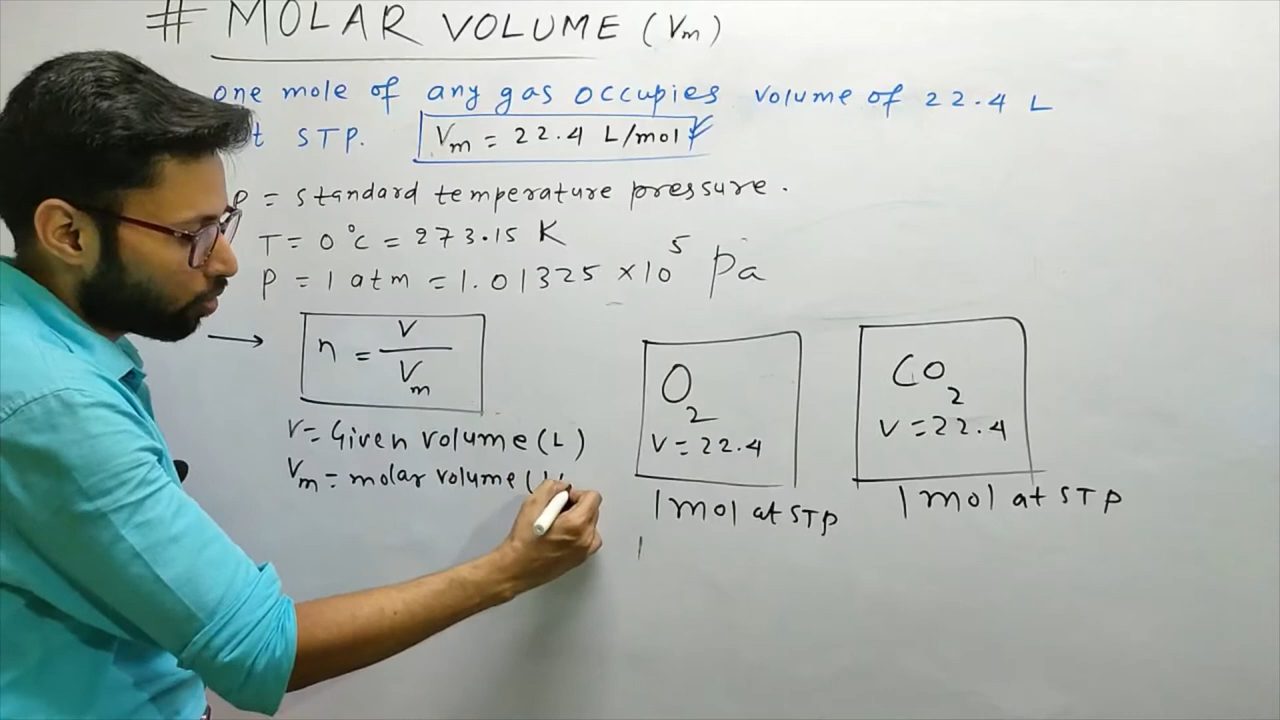 # MOLAR VOLUME (Vm)
one mole of any gas occupies volume of 22.4 L
t STP. Vm = 22.4 L/mol
P = standard temperature pressure.
T = 0°C = 273.15 K
P = 1 atm = 1.01325 × 10⁵ Pa
→ n = V/Vm
V = Given volume (L)
Vm = molar volume (
O2
V = 22.4
1 mol at STP
CO2
V = 22.4
1 mol at STP